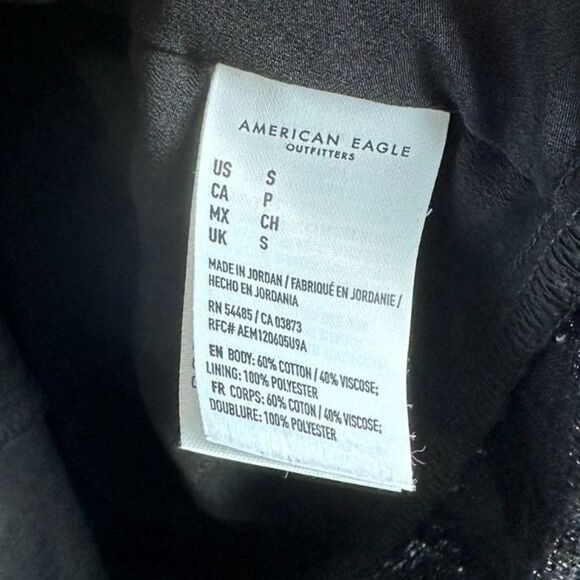 AMERICAN EAGLE
OUTFITTERS
US S
CA P
MX CH
UK S
MADE IN JORDAN / FABRIQUÉ EN JORDANIE /
HECHO EN JORDANIA
RN 54485 / CA 03873
RFC# AEM120605U9A
EN BODY: 60% COTTON / 40% VISCOSE;
LINING: 100% POLYESTER
FR CORPS: 60% COTON / 40% VISCOSE;
DOUBLURE: 100% POLYESTER